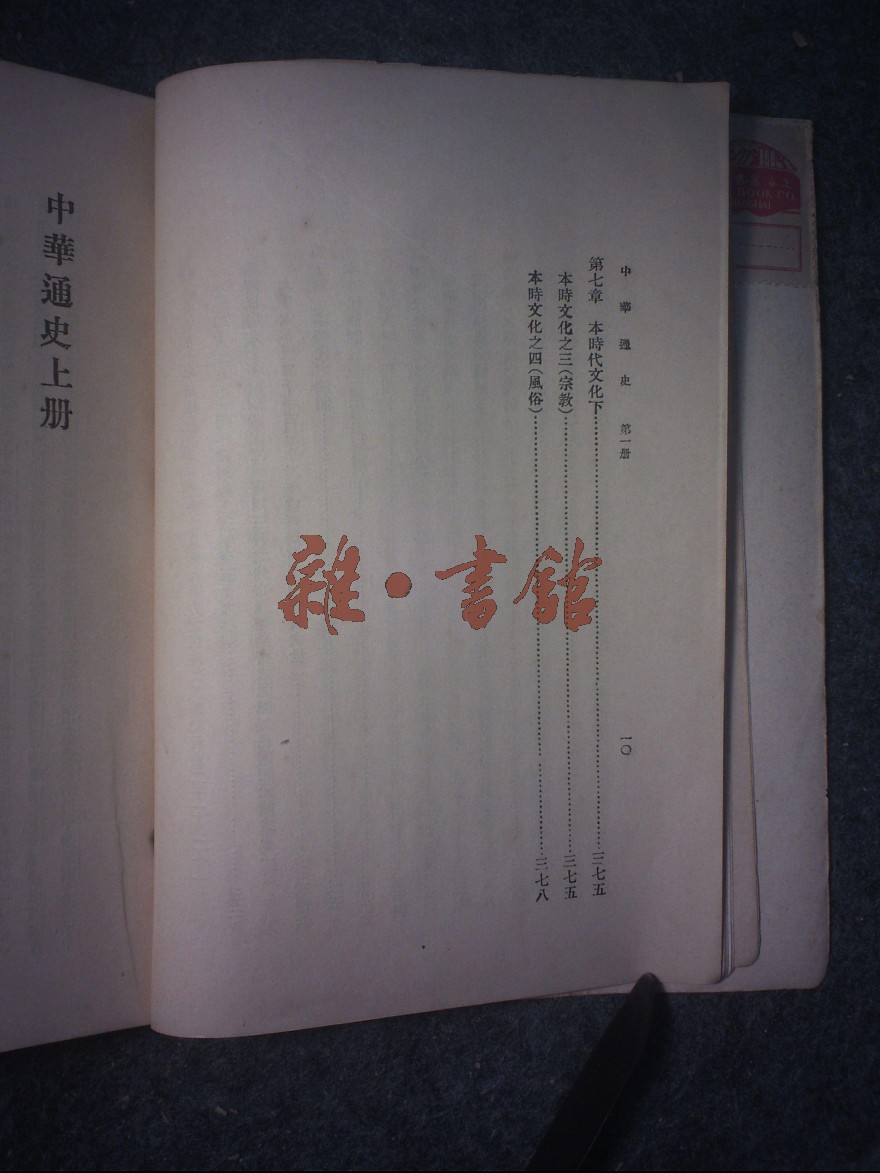 中華通史 第一册 一〇
第七章 本時代文化下……三七五
本時文化之三(宗教)……三七五
本時文化之四(風俗)……三七八
中華通史上册
雜·書館
BOOK CO.